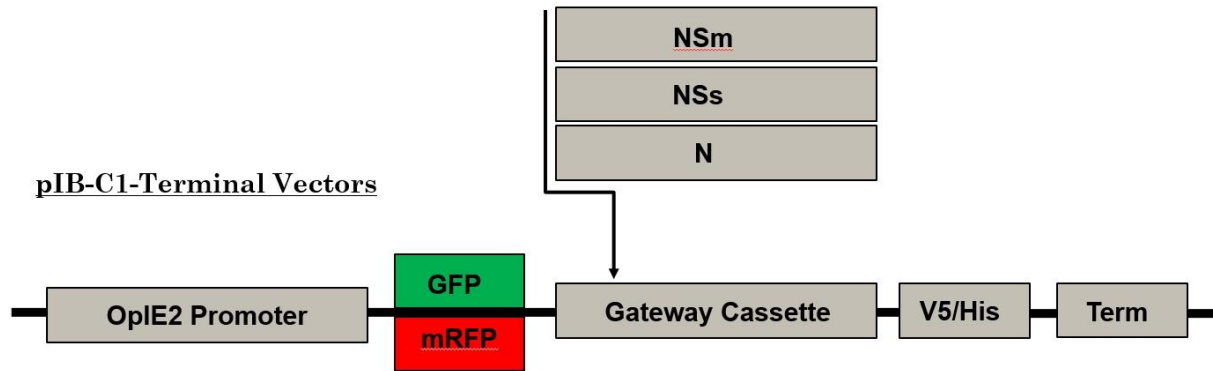 NSm
NSs
N
pIB-C1-Terminal Vectors
GFP
OpIE2 Promoter
Gateway Cassette
V5/His
Term
mRFP